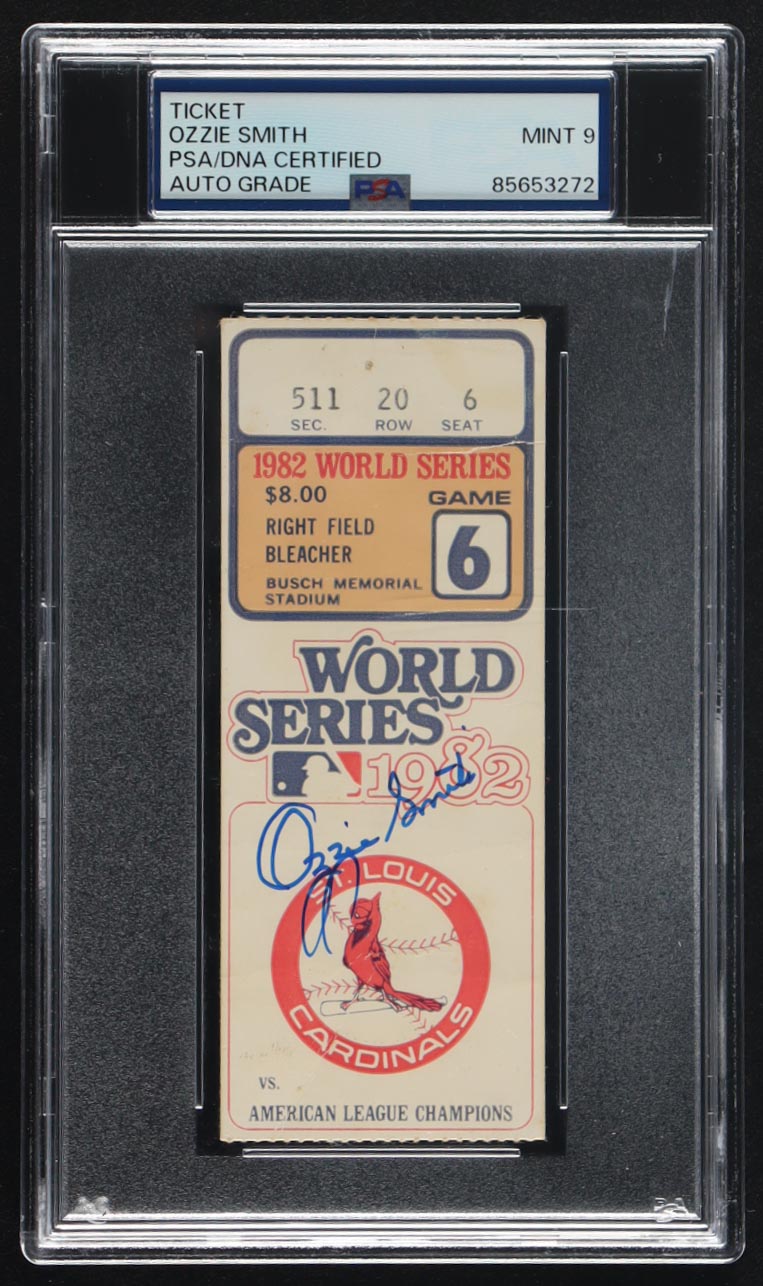 TICKET
OZZIE SMITH MINT 9
PSA/DNA CERTIFIED
AUTO GRADE PSA 85653272
511 20 6
SEC. ROW SEAT
1982 WORLD SERIES
$8.00 GAME
RIGHT FIELD
BLEACHER
6
BUSCH MEMORIAL
STADIUM
WORLD
SERIES
1982
Ozzie Smith
ST. LOUIS
CARDINALS
VS.
AMERICAN LEAGUE CHAMPIONS
PSA